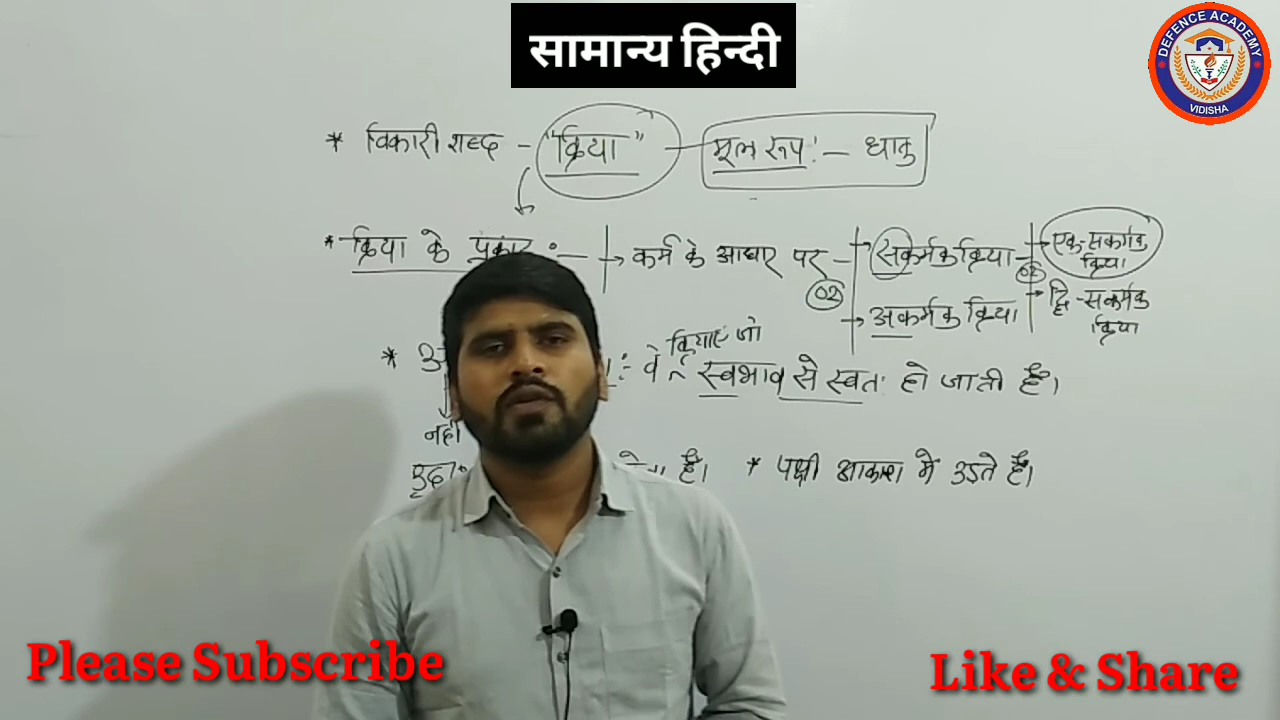 सामान्य हिन्दी
DEFENCE ACADEMY
VIDISHA
* विकारी शब्द - "क्रिया" - मूल रूप :- धातु
* क्रिया के प्रकार :- → कर्म के आधार पर - 02 → सकर्मक क्रिया - 02 → एक-सकर्मक क्रिया
→ द्वि-सकर्मक क्रिया
→ अकर्मक क्रिया
क्रियाएं जो
* :- वे स्वभाव से स्वतः हो जाती हैं।
नहीं
है। * पक्षी आकाश में उड़ते हैं।
Please Subscribe
Like & Share